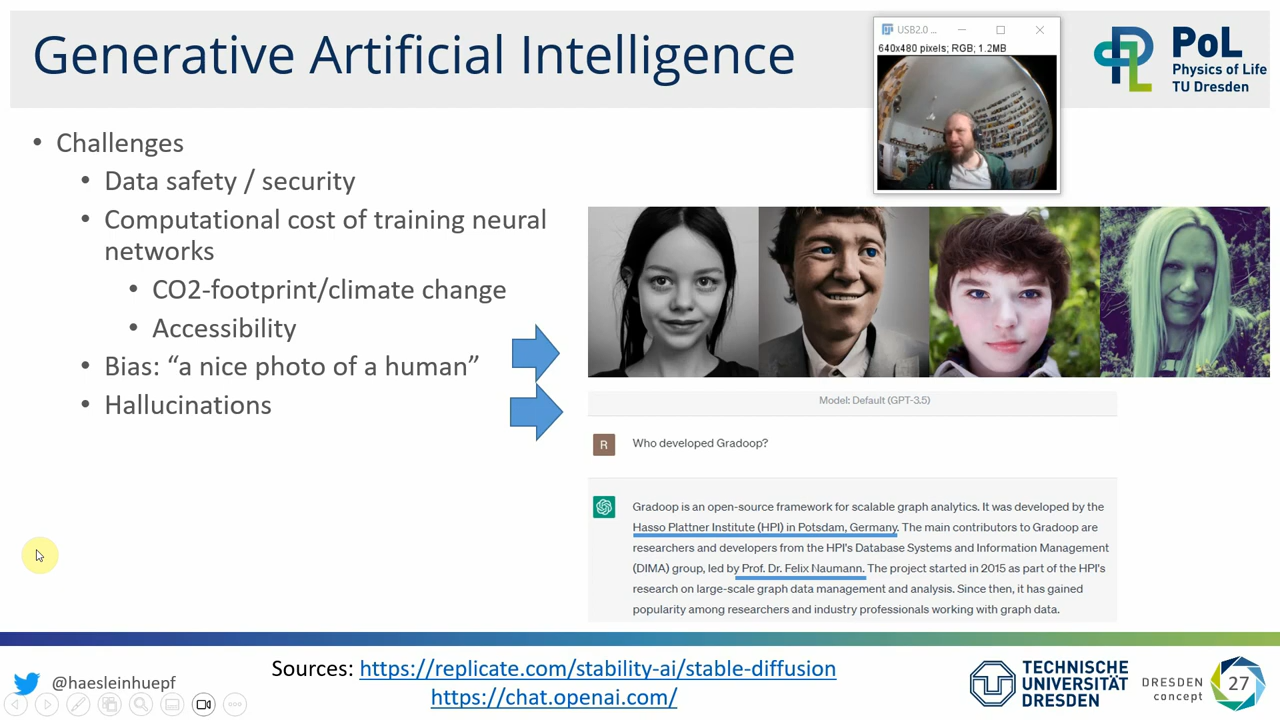 Generative Artificial Intelligence
USB2.0 ...
640x480 pixels; RGB; 1.2MB
PoL
Physics of Life
TU Dresden
• Challenges
• Data safety / security
• Computational cost of training neural
networks
• CO2-footprint/climate change
• Accessibility
• Bias: “a nice photo of a human”
• Hallucinations
Model: Default (GPT-3.5)
R
Who developed Gradoop?
Gradoop is an open-source framework for scalable graph analytics. It was developed by the
Hasso Plattner Institute (HPI) in Potsdam, Germany. The main contributors to Gradoop are
researchers and developers from the HPI's Database Systems and Information Management
(DIMA) group, led by Prof. Dr. Felix Naumann. The project started in 2015 as part of the HPI's
research on large-scale graph data management and analysis. Since then, it has gained
popularity among researchers and industry professionals working with graph data.
@haesleinhuepf
Sources: https://replicate.com/stability-ai/stable-diffusion
https://chat.openai.com/
TECHNISCHE
UNIVERSITÄT
DRESDEN
DRESDEN
concept
27